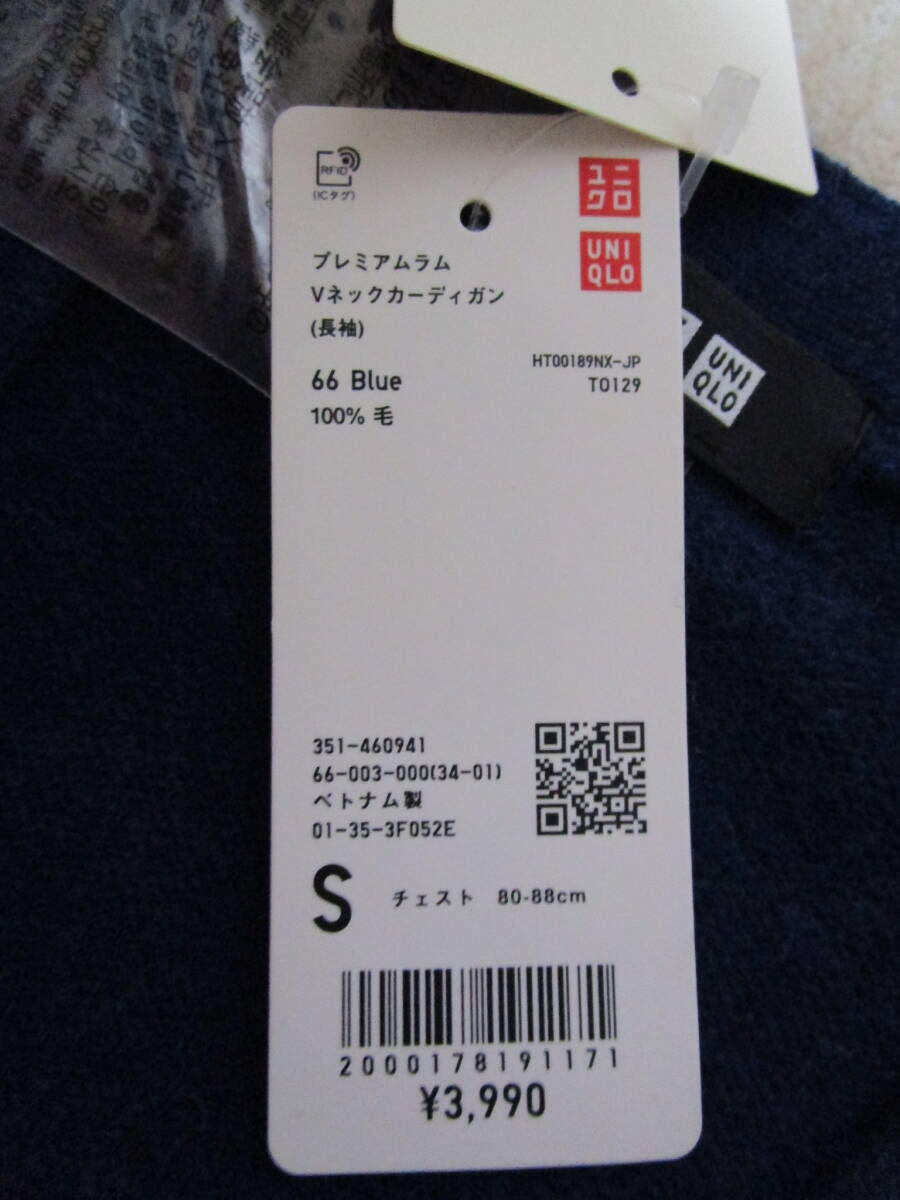 RFID
(ICタグ)
ユニ
クロ
UNI
QLO
プレミアムラム
Vネックカーディガン
(長袖)
66 Blue
100% 毛
HT00189NX-JP
T0129
UNI
QLO
351-460941
66-003-000(34-01)
ベトナム製
01-35-3F052E
S チェスト 80-88cm
2000178191171
¥3,990